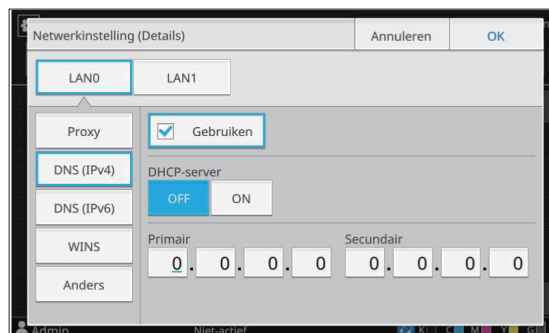 Netwerkinstelling (Details) Annuleren OK
LAN0 LAN1
Proxy Gebruiken
DNS (IPv4) DHCP-server
OFF ON
DNS (IPv6)
Primair Secundair
WINS 0. 0. 0. 0 0. 0. 0. 0
Anders
Admin Niet-actief K C M Y G